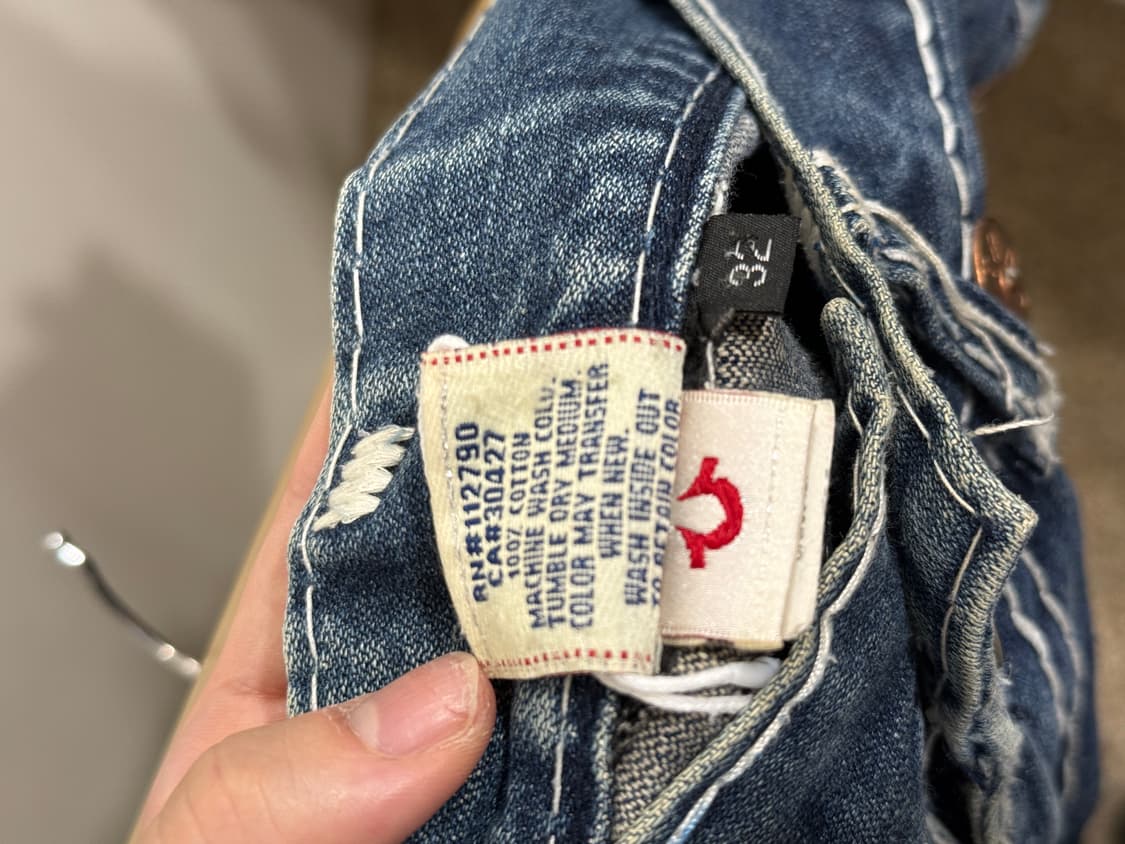 32
RN#112790
CA#30427
100% COTTON
MACHINE WASH COLD.
TUMBLE DRY MEDIUM.
COLOR MAY TRANSFER
WHEN NEW.
WASH INSIDE OUT
COLOR